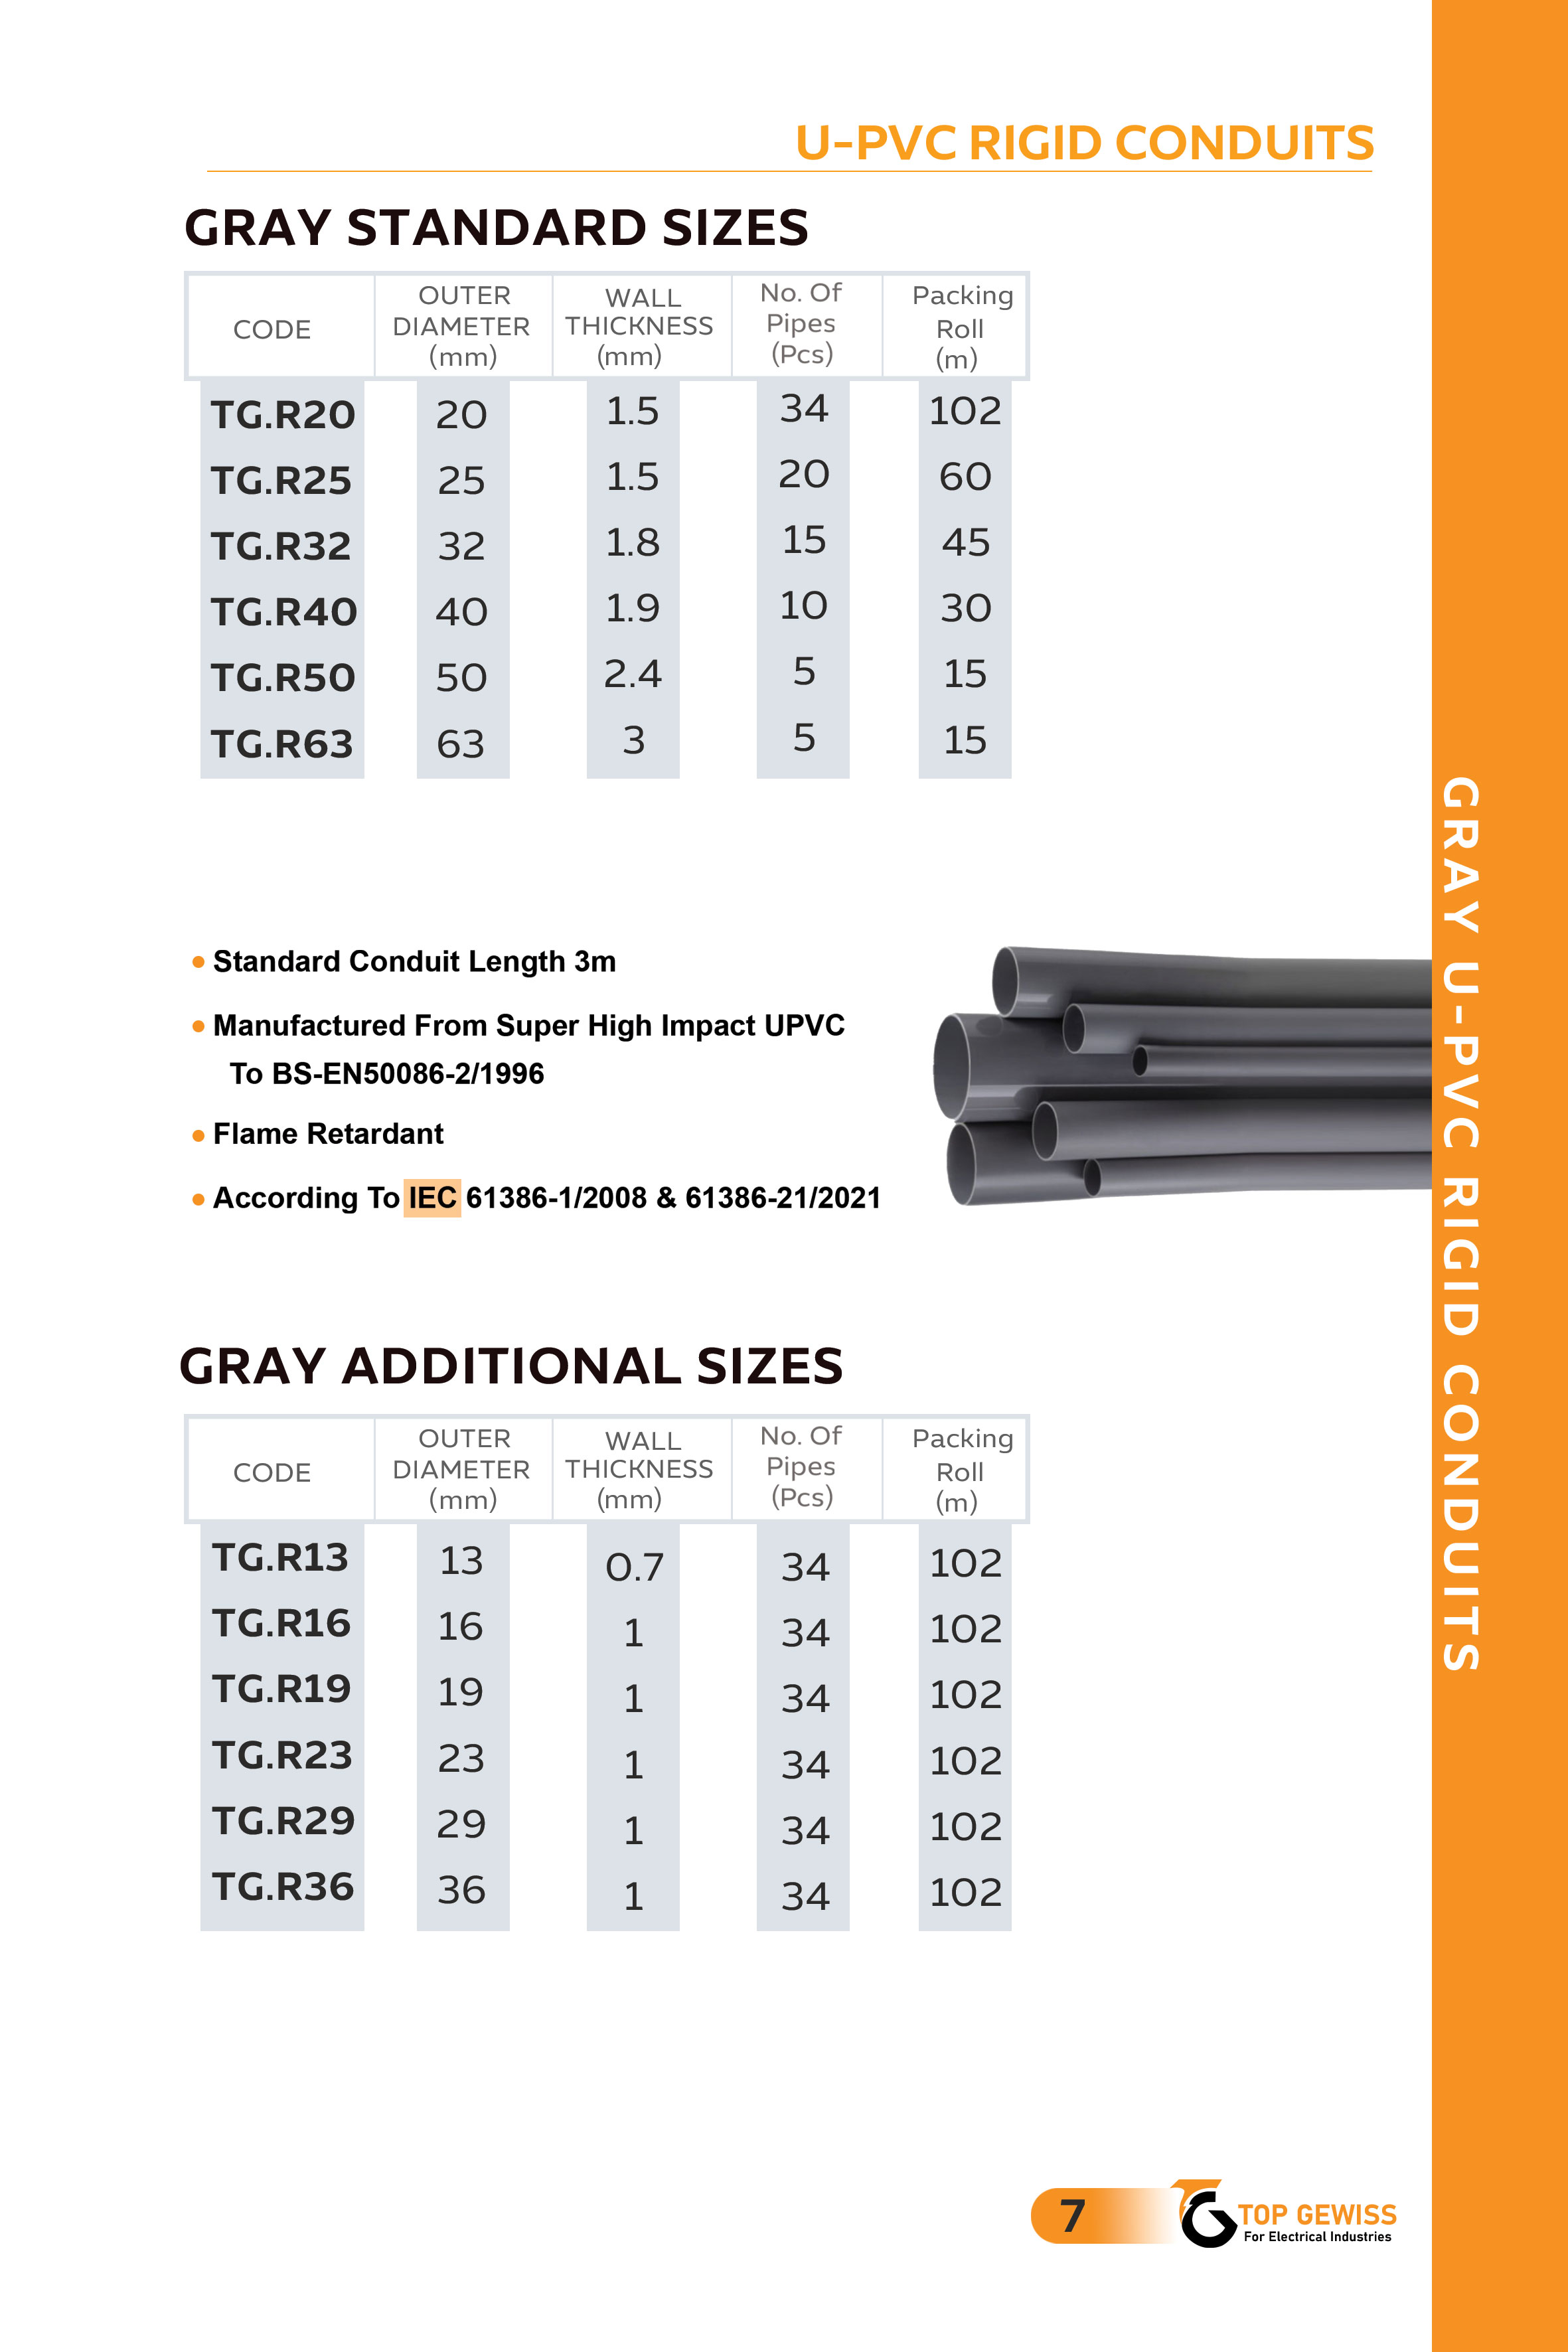 U-PVC RIGID CONDUITS
GRAY STANDARD SIZES
CODE OUTER DIAMETER (mm) WALL THICKNESS (mm) No. Of Pipes (Pcs) Packing Roll (m)
TG.R20 20 1.5 34 102
TG.R25 25 1.5 20 60
TG.R32 32 1.8 15 45
TG.R40 40 1.9 10 30
TG.R50 50 2.4 5 15
TG.R63 63 3 5 15
• Standard Conduit Length 3m
• Manufactured From Super High Impact UPVC
To BS-EN50086-2/1996
• Flame Retardant
• According To IEC 61386-1/2008 & 61386-21/2021
GRAY ADDITIONAL SIZES
CODE OUTER DIAMETER (mm) WALL THICKNESS (mm) No. Of Pipes (Pcs) Packing Roll (m)
TG.R13 13 0.7 34 102
TG.R16 16 1 34 102
TG.R19 19 1 34 102
TG.R23 23 1 34 102
TG.R29 29 1 34 102
TG.R36 36 1 34 102
GRAY U-PVC RIGID CONDUITS
7
TOP GEWISS
For Electrical Industries